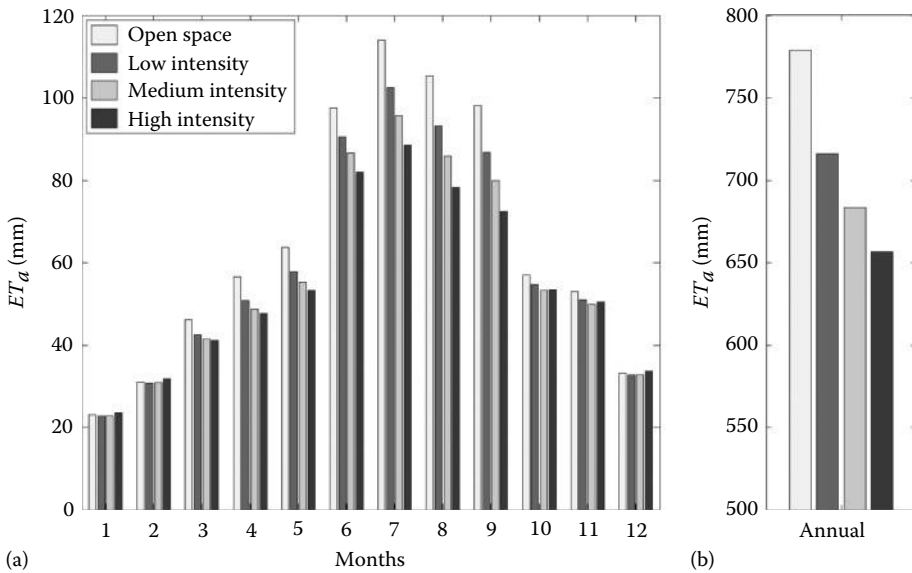 120
100
80
60
40
20
0
ETa (mm)
Open space
Low intensity
Medium intensity
High intensity
1 2 3 4 5 6 7 8 9 10 11 12
(a) Months
800
750
700
650
600
550
500
ETa (mm)
Annual
(b)